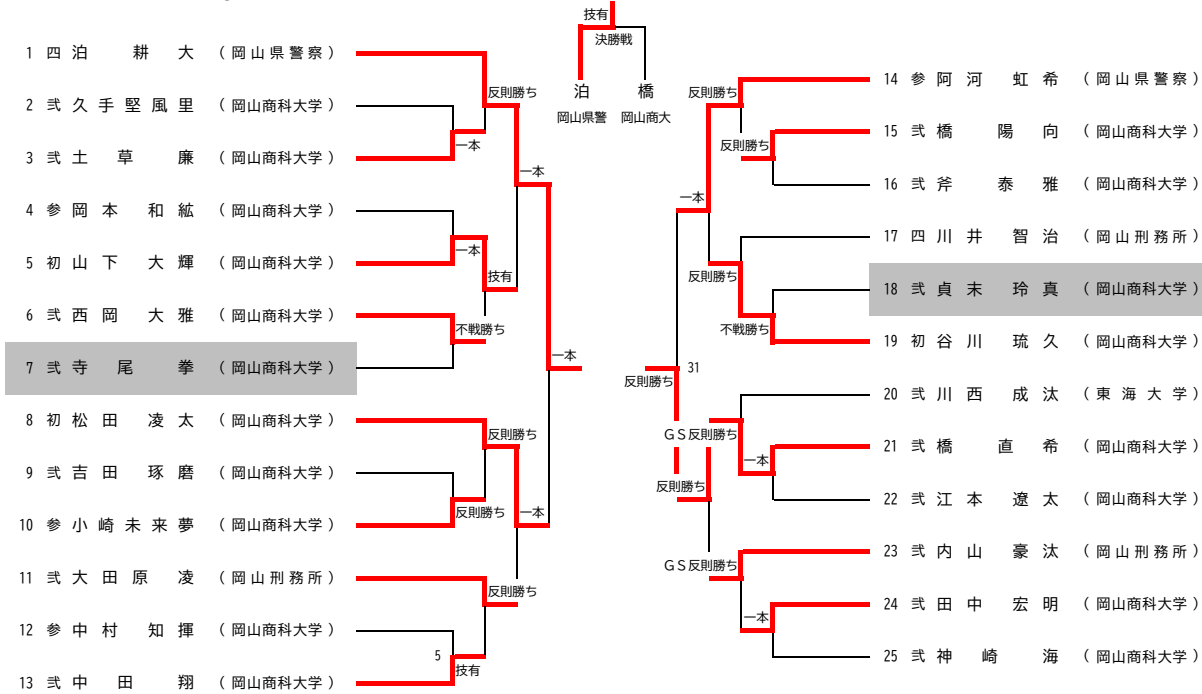 技有
決勝戦
泊 橋
岡山県警 岡山商大
1 四 泊 耕 大 (岡山県警察)
2 弐 久手堅風里 (岡山商科大学)
3 弐 土 草 廉 (岡山商科大学)
4 参 岡本 和紘 (岡山商科大学)
5 初 山下 大輝 (岡山商科大学)
6 弐 西岡 大雅 (岡山商科大学)
7 弐 寺 尾 拳 (岡山商科大学)
8 初 松田 凌太 (岡山商科大学)
9 弐 吉田 琢磨 (岡山商科大学)
10 参 小崎未来夢 (岡山商科大学)
11 弐 大田原 凌 (岡山刑務所)
12 参 中村 知揮 (岡山商科大学)
13 弐 中 田 翔 (岡山商科大学)
反則勝ち
一本
一本
一本
技有
不戦勝ち
一本
反則勝ち
反則勝ち
一本
反則勝ち
5
技有
14 参 阿河 虹希 (岡山県警察)
15 弐 橋 陽向 (岡山商科大学)
16 弐 斧 泰雅 (岡山商科大学)
17 四 川井 智治 (岡山刑務所)
18 弐 貞末 玲真 (岡山商科大学)
19 初 谷川 琉久 (岡山商科大学)
20 弐 川西 成汰 (東海大学)
21 弐 橋 直希 (岡山商科大学)
22 弐 江本 遼太 (岡山商科大学)
23 弐 内山 豪汰 (岡山刑務所)
24 弐 田中 宏明 (岡山商科大学)
25 弐 神 崎 海 (岡山商科大学)
反則勝ち
反則勝ち
一本
反則勝ち
不戦勝ち
31
反則勝ち
GS反則勝ち
一本
反則勝ち
GS反則勝ち
一本